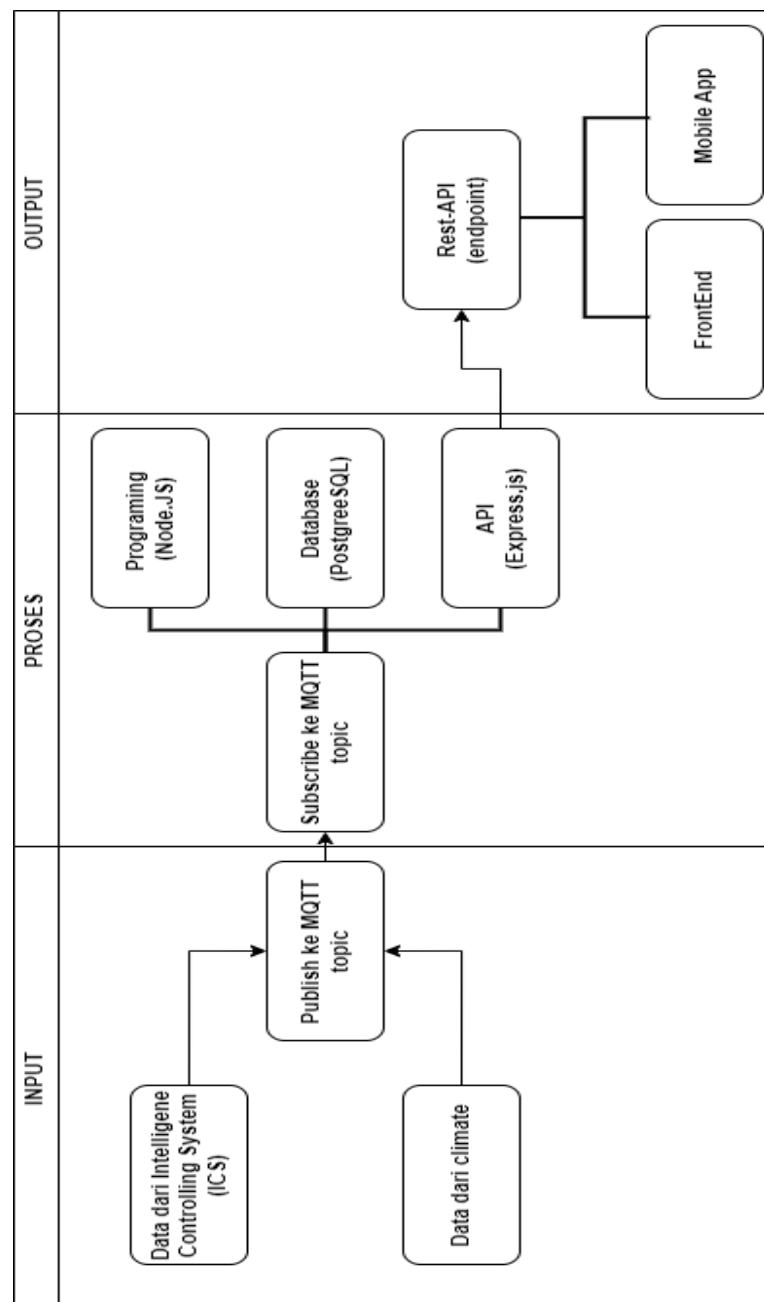 INPUT
PROSES
OUTPUT
Data dari Intelligene
Controlling System
(ICS)
Data dari climate
Publish ke MQTT
topic
Subscribe ke MQTT
topic
Programing
(Node.JS)
Database
(PostgreeSQL)
API
(Express.js)
Rest-API
(endpoint)
FrontEnd
Mobile App